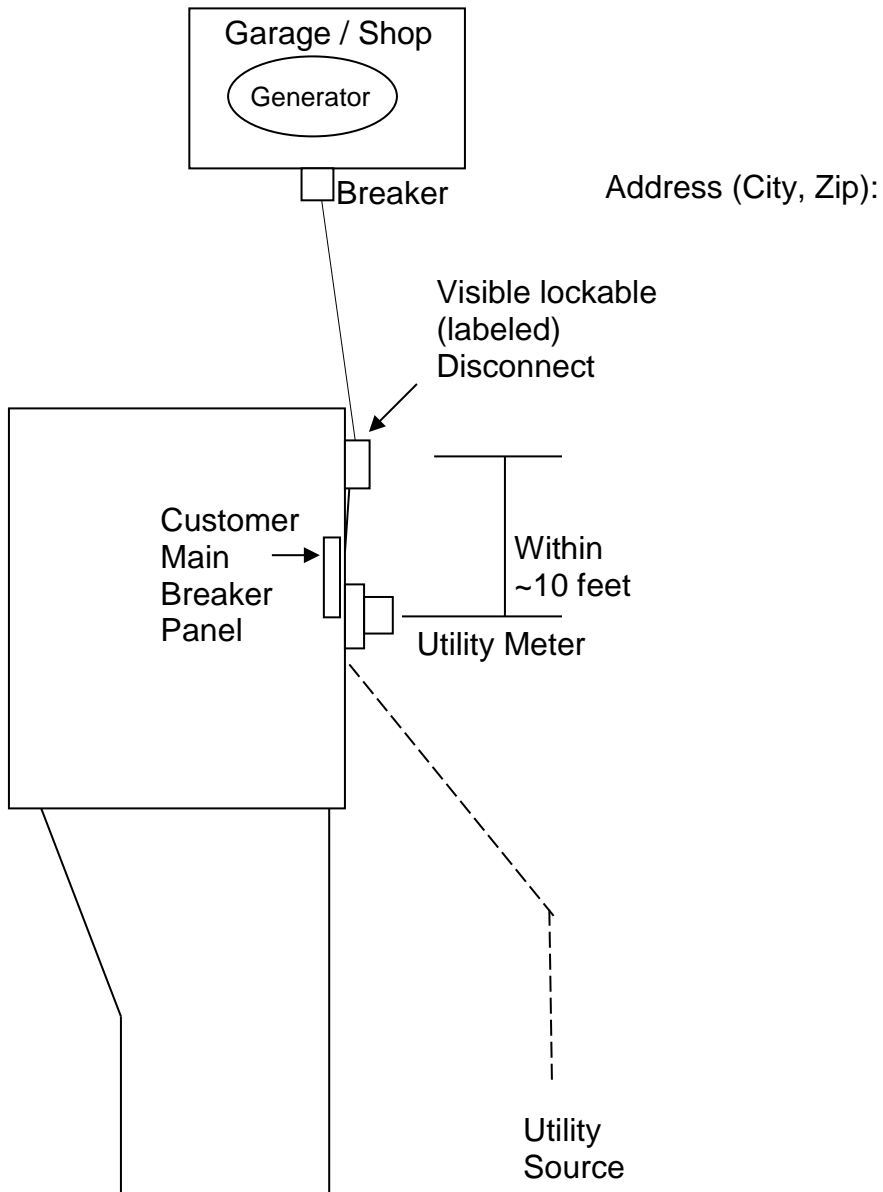 Garage / Shop
Generator
Breaker
Address (City, Zip):
Visible lockable
(labeled)
Disconnect
Customer
Main
Breaker
Panel
Within
~10 feet
Utility Meter
Utility
Source